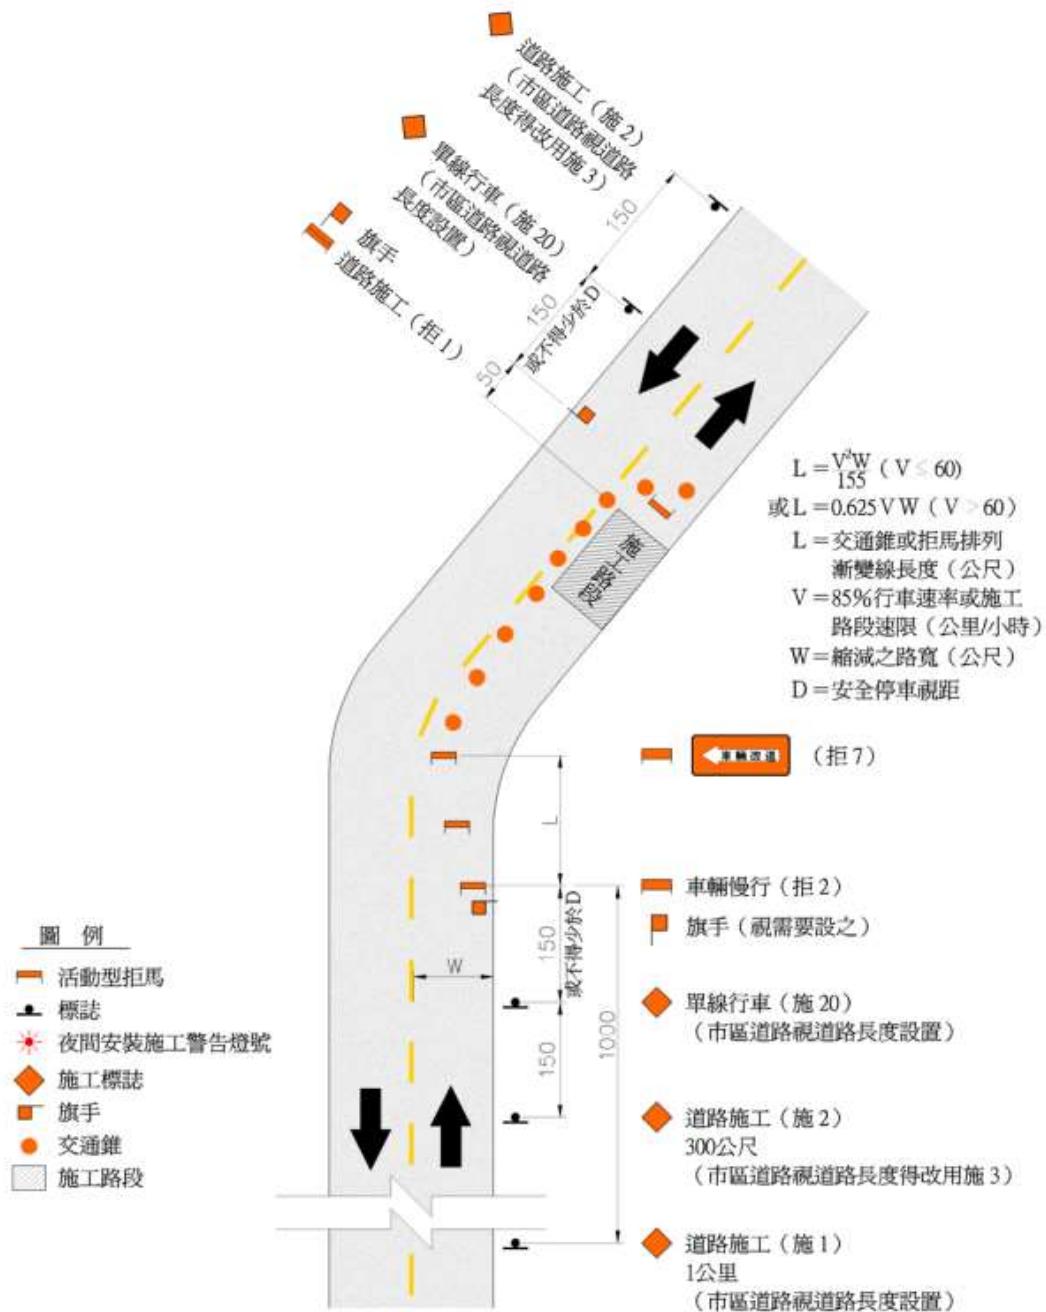 道路施工（施2）
（市區道路視道路
長度得改用施3）
單線行車（施20）
（市區道路視道路
長度設置）
旗手
道路施工（拒1）
150
150
或不得少於D
50
施工路段
L＝V²W/155（V≤60）
或L＝0.625VW（V>60）
L＝交通錐或拒馬排列
漸變線長度（公尺）
V＝85%行車速率或施工
路段速限（公里/小時）
W＝縮減之路寬（公尺）
D＝安全停車視距
車輛改道
（拒7）
L
車輛慢行（拒2）
旗手（視需要設之）
150
或不得少於D
W
單線行車（施20）
（市區道路視道路長度設置）
150
1000
道路施工（施2）
300公尺
（市區道路視道路長度得改用施3）
道路施工（施1）
1公里
（市區道路視道路長度設置）
圖例
活動型拒馬
標誌
夜間安裝施工警告燈號
施工標誌
旗手
交通錐
施工路段